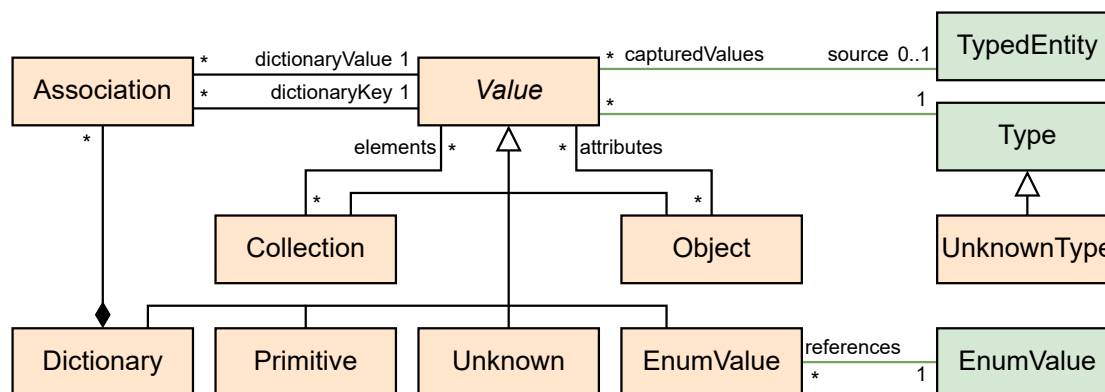 TypedEntity
* dictionaryValue 1
* capturedValues source 0..1
Association
Value
* dictionaryKey 1
* 1
Type
* elements * * attributes
* *
Collection
Object
UnknownType
Dictionary
Primitive
Unknown
EnumValue
references
* 1
EnumValue